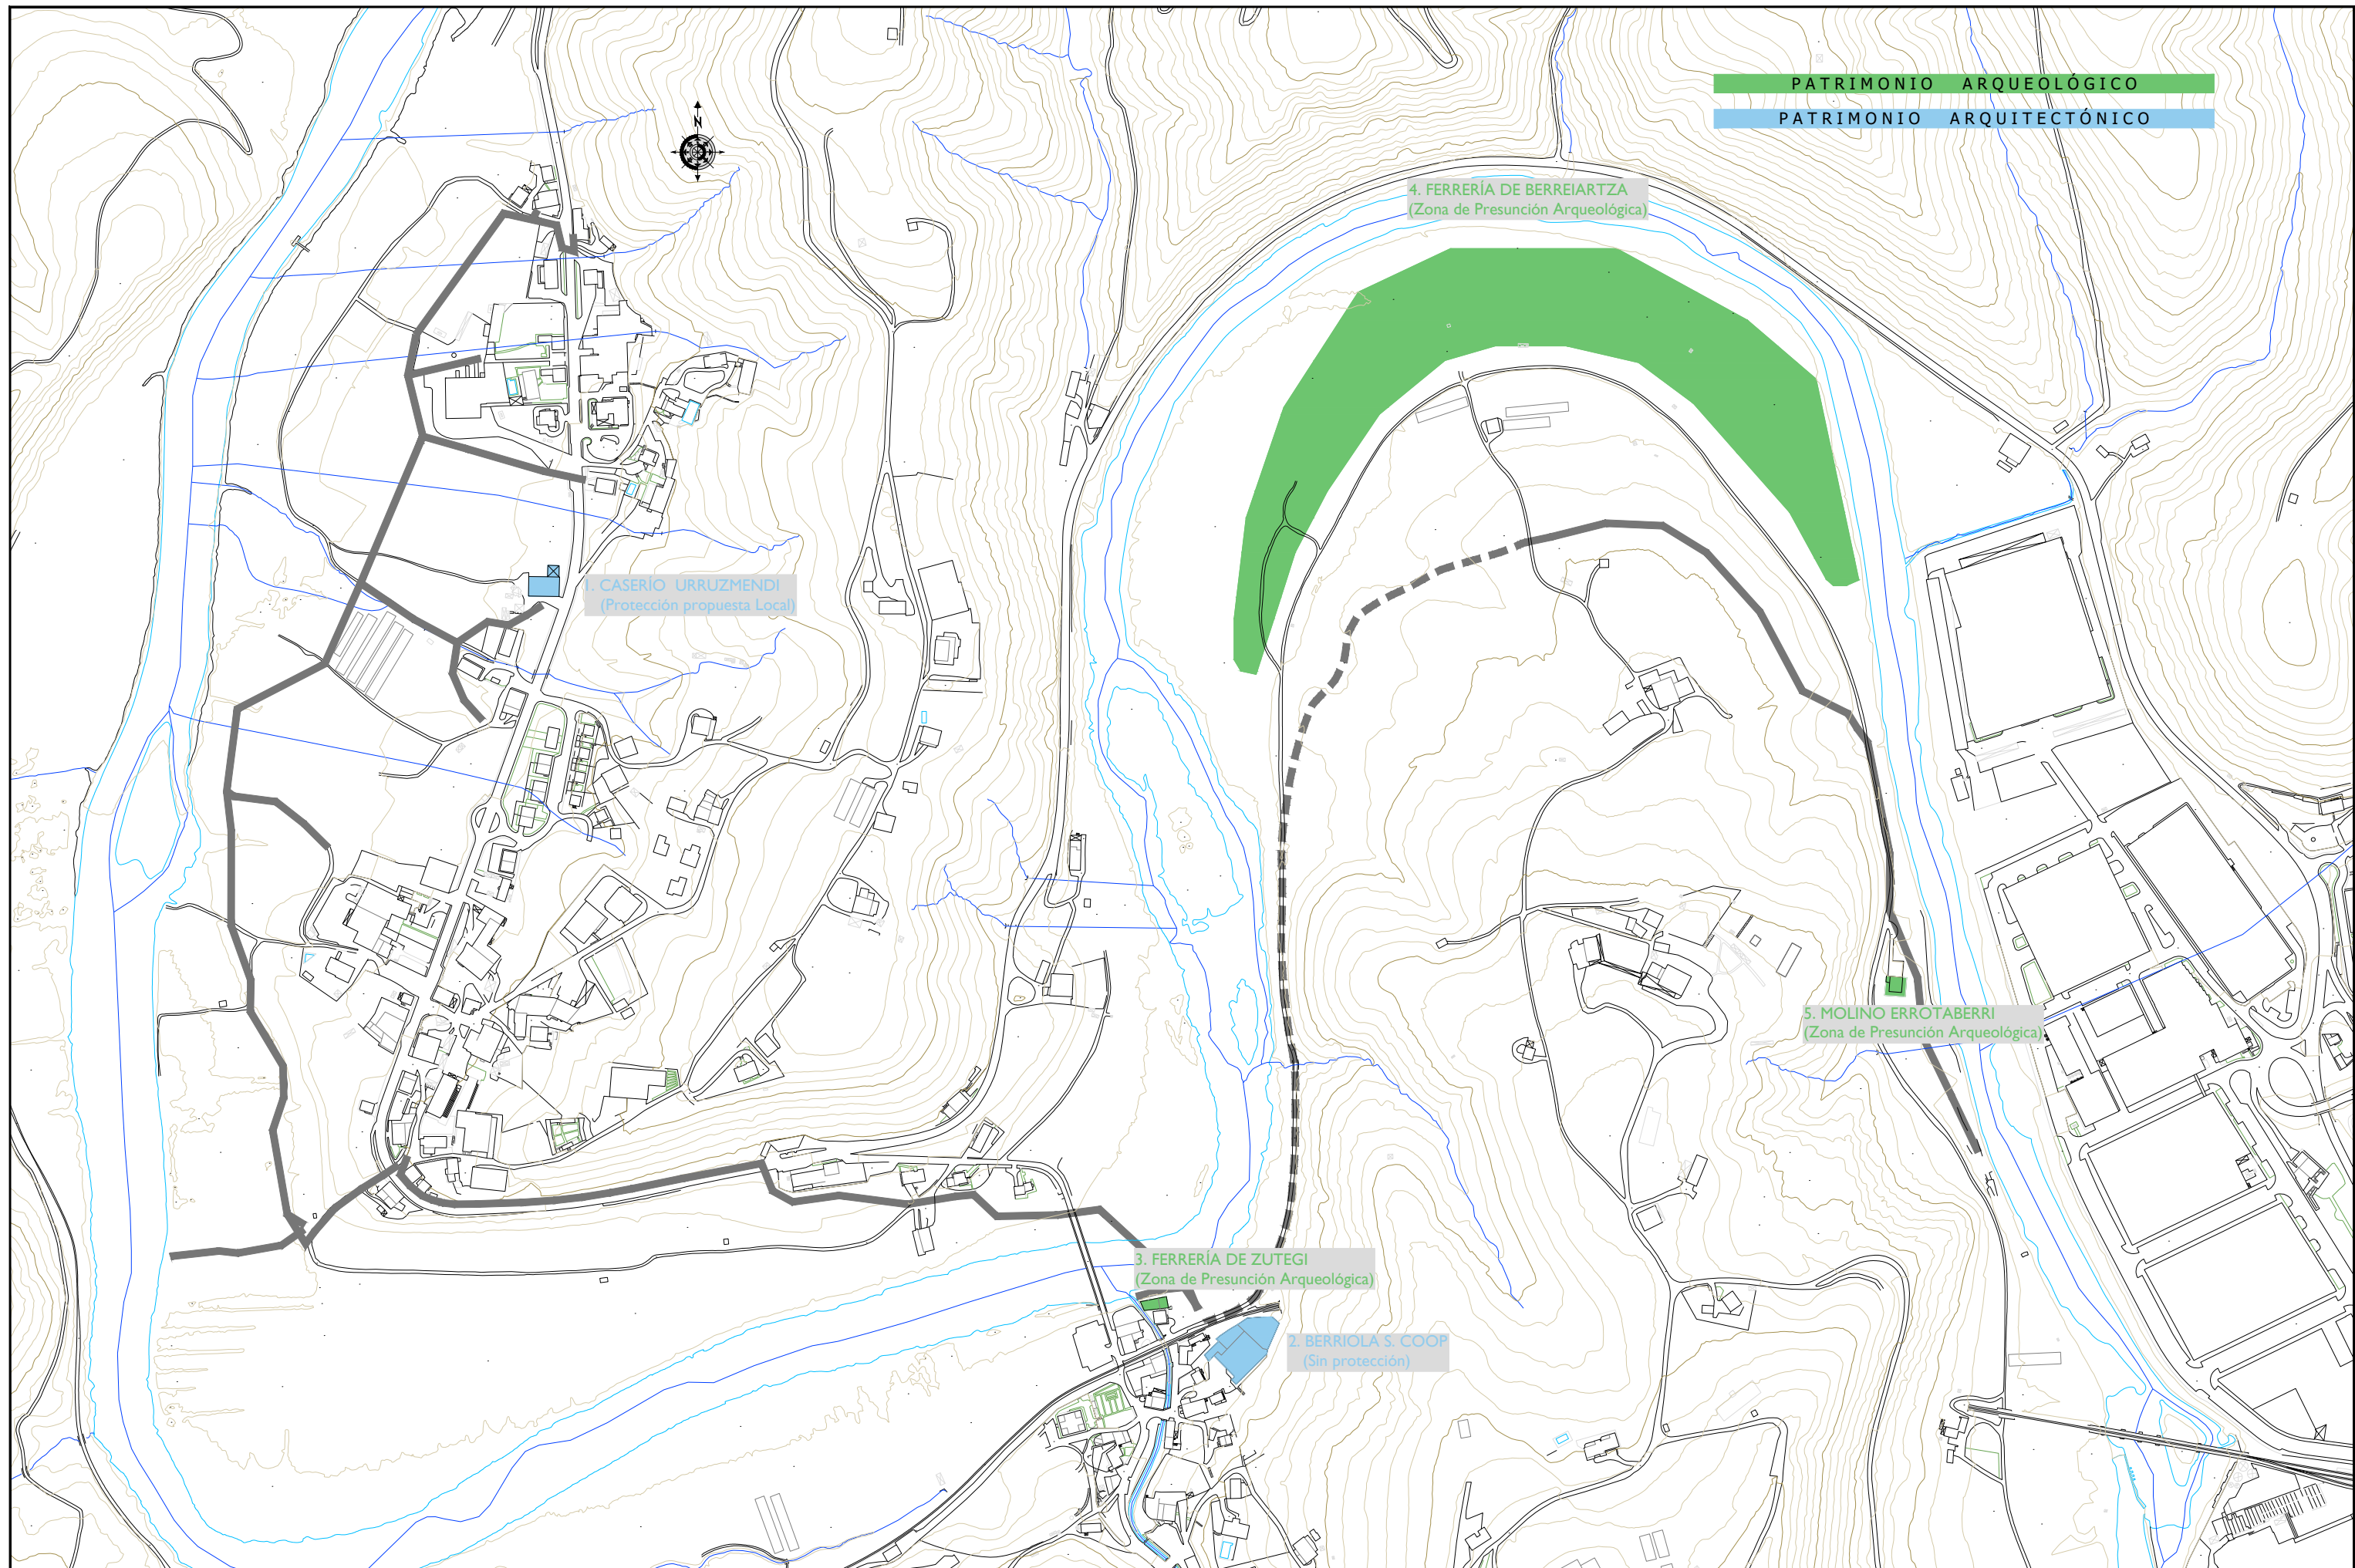 PATRIMONIO ARQUEOLÓGICO
PATRIMONIO ARQUITECTÓNICO
N
4. FERRERÍA DE BERREIARTZA
(Zona de Presunción Arqueológica)
1. CASERÍO URRUZMENDI
(Protección propuesta Local)
5. MOLINO ERROTABERRI
(Zona de Presunción Arqueológica)
3. FERRERÍA DE ZUTEGI
(Zona de Presunción Arqueológica)
2. BERRIOLA S. COOP
(Sin protección)